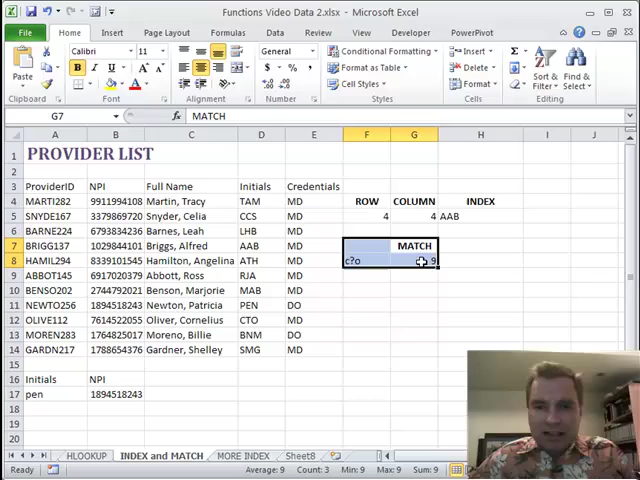 Functions Video Data 2.xlsx - Microsoft Excel
File Home Insert Page Layout Formulas Data Review View Developer PowerPivot
Paste
Calibri 11
General
Conditional Formatting
Format as Table
Cell Styles
Insert
Delete
Format
Sort & Filter
Find & Select
Clipboard Font Alignment Number Styles Cells Editing
G7 fx MATCH
A B C D E F G H I J
1 PROVIDER LIST
2
3 ProviderID NPI Full Name Initials Credentials
4 MARTI282 9911994108 Martin, Tracy TAM MD ROW COLUMN INDEX
5 SNYDE167 3379869720 Snyder, Celia CCS MD 4 4 AAB
6 BARNE224 6793834236 Barnes, Leah LHB MD
7 BRIGG137 1029844101 Briggs, Alfred AAB MD MATCH
8 HAMIL294 8339101545 Hamilton, Angelina ATH MD c?o 9
9 ABBOT145 6917020379 Abbott, Ross RJA MD
10 BENSO202 2744792021 Benson, Marjorie MAB MD
11 NEWTO256 1101820429 Newton, Patricia PEN DO
12 OLIVE112 7614522055 Oliver, Cornelius CTO MD
13 MOREN283 1764825017 Moreno, Billie BNM DO
14 GARDN217 1788654376 Gardner, Shelley SMG MD
15
16 Initials NPI
17 pen 1894518243
18
19
20
HLOOKUP INDEX and MATCH MORE INDEX Sheet8
Ready Average: 9 Count: 3 Min: 9 Max: 9 Sum: 9